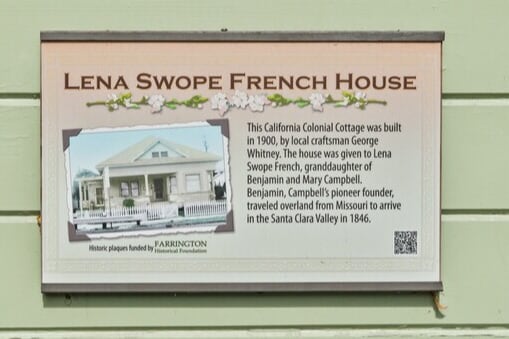 LENA SWOPE FRENCH HOUSE
This California Colonial Cottage was built
in 1900, by local craftsman George
Whitney. The house was given to Lena
Swope French, granddaughter of
Benjamin and Mary Campbell.
Benjamin, Campbell's pioneer founder,
traveled overland from Missouri to arrive
in the Santa Clara Valley in 1846.
Historic plaques funded by FARRINGTON
Historical Foundation